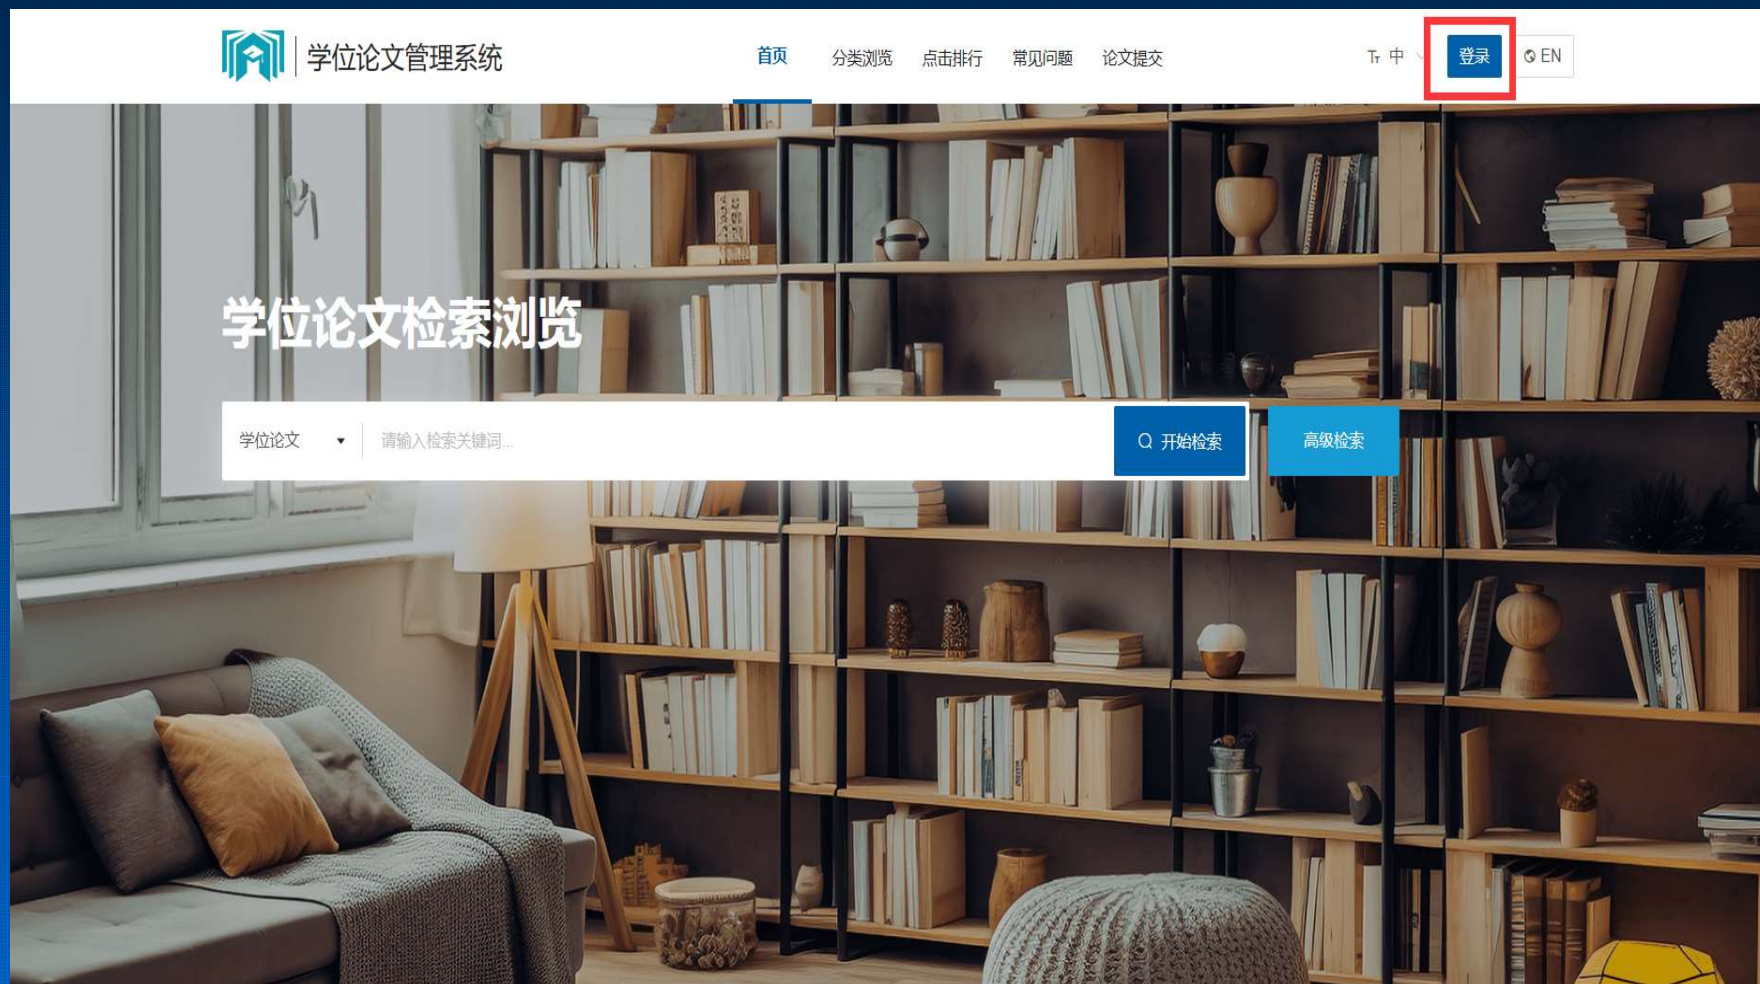 学位论文管理系统
首页 分类浏览 点击排行 常见问题 论文提交 中 登录 EN
学位论文检索浏览
学位论文 请输入检索关键词... 开始检索 高级检索